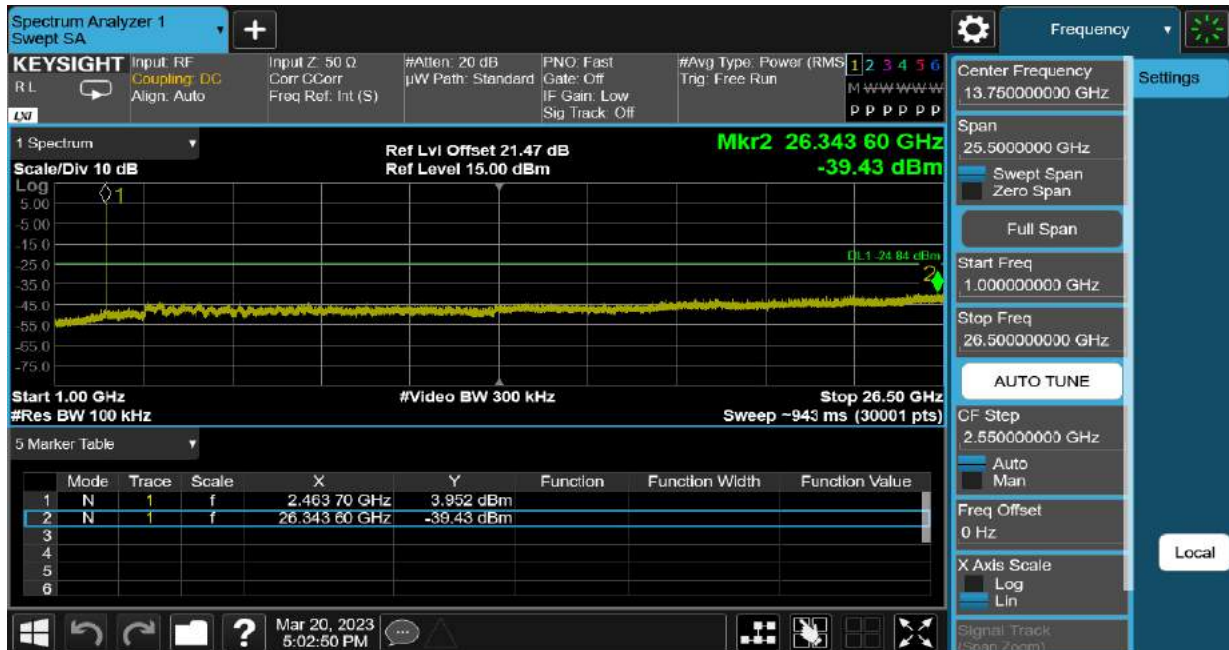 Spectrum Analyzer 1
Swept SA
+
Frequency
KEYSIGHT
R L
LXI
Input: RF
Coupling: DC
Align: Auto
Input Z: 50 Ω
Corr CCorr
Freq Ref: Int (S)
#Atten: 20 dB
µW Path: Standard
PNO: Fast
Gate: Off
IF Gain: Low
Sig Track: Off
#Avg Type: Power (RMS
Trig: Free Run
1 2 3 4 5 6
M W W W W W
P P P P P P
1 Spectrum
Scale/Div 10 dB
Ref Lvl Offset 21.47 dB
Ref Level 15.00 dBm
Mkr2 26.343 60 GHz
-39.43 dBm
Log
5.00
-5.00
-15.0
-25.0
-35.0
-45.0
-55.0
-65.0
-75.0
1
DL1 -24.84 dBm
2
Start 1.00 GHz
#Res BW 100 kHz
#Video BW 300 kHz
Stop 26.50 GHz
Sweep ~943 ms (30001 pts)
5 Marker Table
Mode Trace Scale X Y Function Function Width Function Value
1 N 1 f 2.463 70 GHz 3.952 dBm
2 N 1 f 26.343 60 GHz -39.43 dBm
3
4
5
6
?
Mar 20, 2023
5:02:50 PM
Center Frequency
13.750000000 GHz
Span
25.5000000 GHz
Swept Span
Zero Span
Full Span
Start Freq
1.000000000 GHz
Stop Freq
26.500000000 GHz
AUTO TUNE
CF Step
2.550000000 GHz
Auto
Man
Freq Offset
0 Hz
X Axis Scale
Log
Lin
Signal Track
(Span Zoom)
Settings
Local